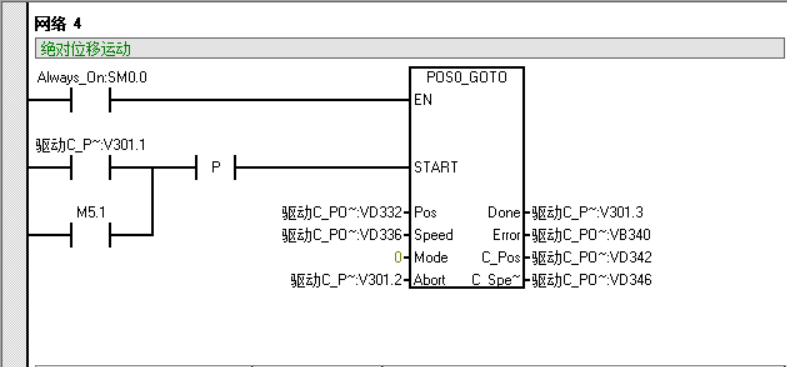 网络 4
绝对位移运动
Always_On:SM0.0
POS0_GOTO
EN
驱动C_P~:V301.1
P
START
M5.1
驱动C_PO~:VD332 Pos Done 驱动C_P~:V301.3
驱动C_PO~:VD336 Speed Error 驱动C_PO~:VB340
0 Mode C_Pos 驱动C_PO~:VD342
驱动C_P~:V301.2 Abort C_Spe~ 驱动C_PO~:VD346